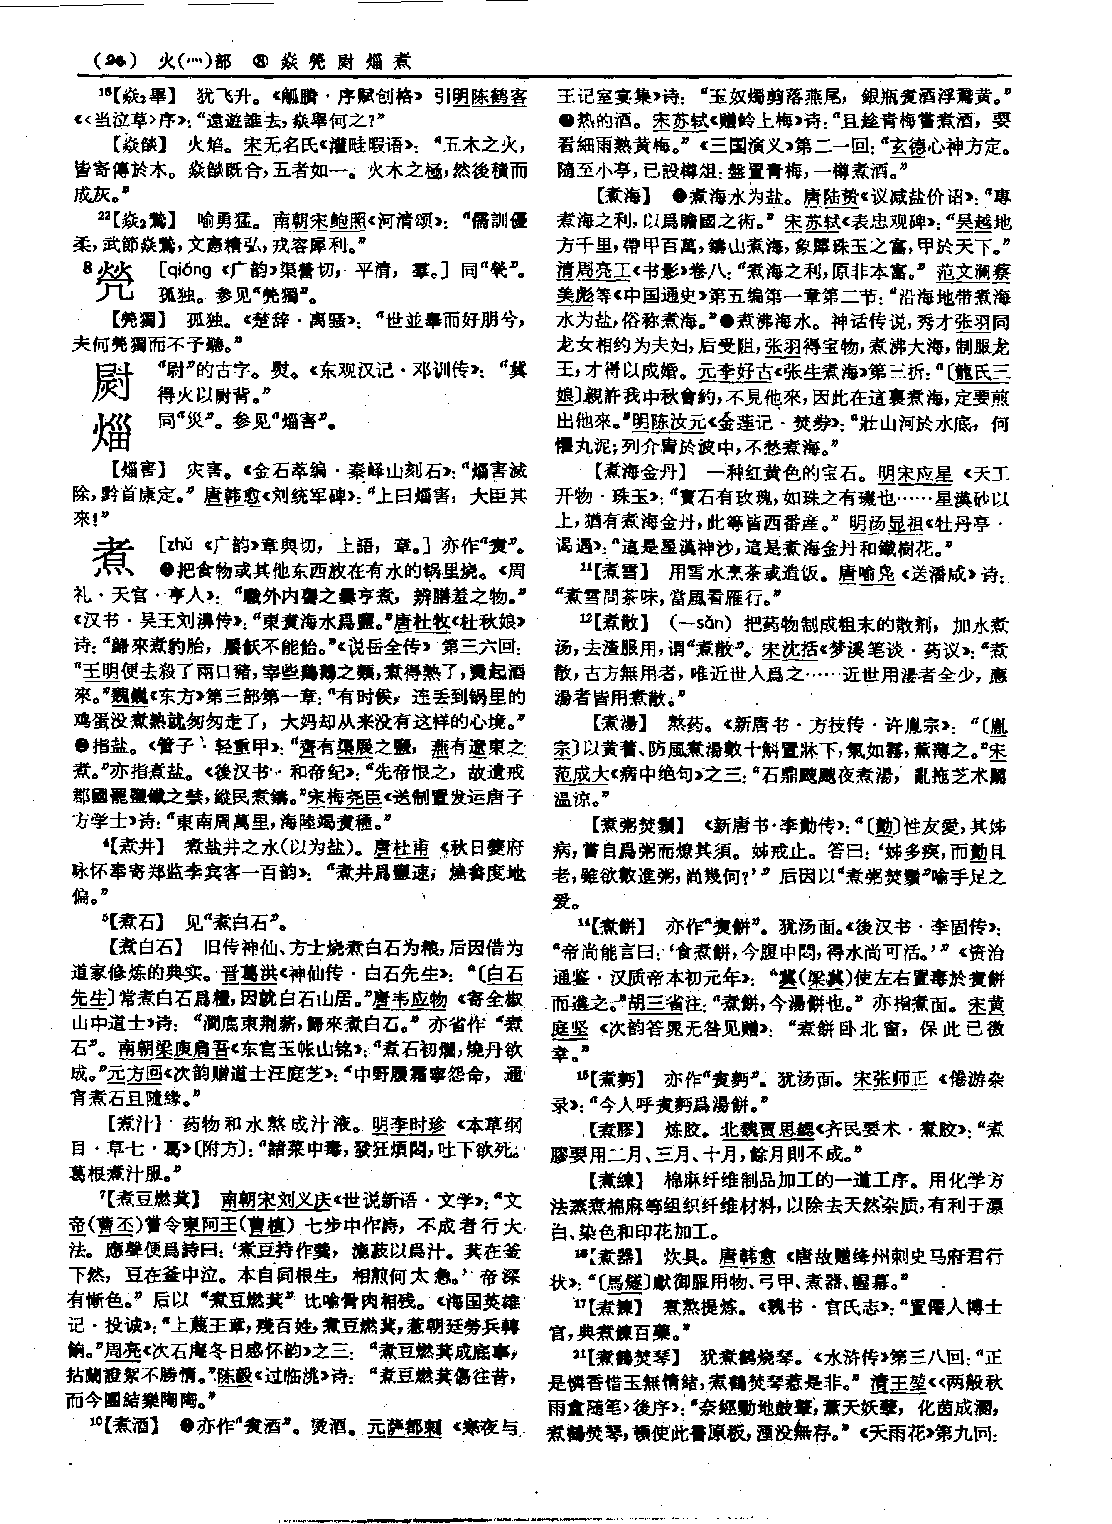 (96) 火(灬)部 ⑧ 焱 焭 㷉 㷌 煮
¹⁶【焱₂舉】 犹飞升。《觚賸·序赋创格》引明陈鹤客
《<当泣草>序》：“遠遊誰去，焱舉何之？”
【焱燄】 火焰。宋无名氏《灌畦暇语》：“五木之火，
皆寄傳於木。焱燄既合，五者如一。火木之極，然後積而
成灰。”
²²【焱₂鷙】 喻勇猛。南朝宋鲍照《河清颂》：“儒訓優
柔，武節焱鷙，文憲精弘，戎容犀利。”
⁸焭 [qióng《广韵》渠營切，平清，羣。]同“煢”。
孤独。参见“焭獨”。
【焭獨】 孤独。《楚辞·离骚》：“世並舉而好朋兮，
夫何焭獨而不予聽。”
㷉 “尉”的古字。熨。《东观汉记·邓训传》：“冀
得火以㷉背。”
㷌 同“災”。参见“㷌害”。
【㷌害】 灾害。《金石萃编·秦峄山刻石》：“㷌害滅
除，黔首康定。”唐韩愈《刘统军碑》：“上曰㷌害，大臣其
來！”
煮 [zhǔ《广韵》章與切，上語，章。]亦作“煑”。
❶把食物或其他东西放在有水的锅里烧。《周
礼·天官·亨人》：“職外内饔之爨亨煮，辨膳羞之物。”
《汉书·吴王刘濞传》：“東煑海水爲鹽。”唐杜牧《杜秋娘》
诗：“歸來煮豹胎，饜飫不能飴。”《说岳全传》第三六回：
“王明便去殺了兩口豬，宰些鷄鵝之類，煮得熟了，燙起酒
來。”魏巍《东方》第三部第一章：“有时候，连丢到锅里的
鸡蛋没煮熟就匆匆走了，大妈却从来没有这样的心境。”
❷指盐。《管子·轻重甲》：“齊有渠展之鹽，燕有遼東之
煮。”亦指煮盐。《後汉书·和帝纪》：“先帝恨之，故遺戒
郡國罷鹽鐵之禁，縱民煮鑄。”宋梅尧臣《送制置发运唐子
方学士》诗：“東南周萬里，海陸竭煑種。”
⁴【煮井】 煮盐井之水(以为盐)。唐杜甫《秋日夔府
咏怀奉寄郑监李宾客一百韵》：“煮井爲鹽速，燒畬度地
偏。”
⁵【煮石】 见“煮白石”。
【煮白石】 旧传神仙、方士烧煮白石为粮，后因借为
道家修炼的典实。晋葛洪《神仙传·白石先生》：“〔白石
先生〕常煮白石爲糧，因就白石山居。”唐韦应物《寄全椒
山中道士》诗：“澗底束荆薪，歸來煮白石。”亦省作“煮
石”。南朝梁庾肩吾《东宫玉帐山铭》：“煮石初爛，燒丹欲
成。”元方回《次韵赠道士汪庭芝》：“中野履霜寧怨命，通
宵煮石且隨緣。”
【煮汁】 药物和水熬成汁液。明李时珍《本草纲
目·草七·葛》〔附方〕：“諸菜中毒，發狂煩悶，吐下欲死。
葛根煮汁服。”
⁷【煮豆燃萁】 南朝宋刘义庆《世说新语·文学》：“文
帝(曹丕)嘗令東阿王(曹植)七步中作詩，不成者行大
法。應聲便爲詩曰：‘煮豆持作羹，漉菽以爲汁。萁在釜
下然，豆在釜中泣。本自同根生，相煎何太急。’帝深
有慚色。”后以“煮豆燃萁”比喻骨肉相残。《海国英雄
记·投诚》：“上蔑王章，殘百姓，煮豆燃萁，惹朝廷勞兵轉
餉。”周亮《次石庵冬日感怀韵》之三：“煮豆燃萁成底事，
拈蘭證絮不勝情。”陈毅《过临洮》诗：“煮豆燃萁傷往昔，
而今團結樂陶陶。”
¹⁰【煮酒】 ❶亦作“煑酒”。烫酒。元萨都剌《寒夜与
王记室宴集》诗：“玉奴燭剪落燕尾，銀瓶煮酒浮鵞黄。”
❷热的酒。宋苏轼《赠岭上梅》诗：“且趁青梅嘗煮酒，要
看細雨熟黄梅。”《三国演义》第二一回：“玄德心神方定。
隨至小亭，已設樽俎：盤置青梅，一樽煮酒。”
【煮海】 ❶煮海水为盐。唐陆贽《议减盐价诏》：“專
煮海之利，以爲贍國之術。”宋苏轼《表忠观碑》：“吴越地
方千里，帶甲百萬，鑄山煮海，象犀珠玉之富，甲於天下。”
清周亮工《书影》卷八：“煮海之利，原非本富。”范文澜蔡
美彪等《中国通史》第五编第一章第二节：“沿海地带煮海
水为盐，俗称煮海。”❷煮沸海水。神话传说，秀才张羽同
龙女相约为夫妇，后受阻，张羽得宝物，煮沸大海，制服龙
王，才得以成婚。元李好古《张生煮海》第三折：“〔龍氏三
娘〕親許我中秋會約，不見他來，因此在這裏煮海，定要煎
出他來。”明陈汝元《金莲记·焚券》：“壯山河於水底，何
懼丸泥；列介胄於波中，不愁煮海。”
【煮海金丹】 一种红黄色的宝石。明宋应星《天工
开物·珠玉》：“寶石有玫瑰，如珠之有璣也……星漢砂以
上，猶有煮海金丹，此等皆西番産。”明汤显祖《牡丹亭·
谒遇》：“這是星漢神沙，這是煮海金丹和鐵樹花。”
¹¹【煮雪】 用雪水烹茶或造饭。唐喻凫《送潘咸》诗：
“煮雪問茶味，當風看雁行。”
¹²【煮散】 (—sǎn) 把药物制成粗末的散剂，加水煮
汤，去渣服用，谓“煮散”。宋沈括《梦溪笔谈·药议》：“煮
散，古方無用者，唯近世人爲之……近世用湯者全少，應
湯者皆用煮散。”
【煮湯】 熬药。《新唐书·方技传·许胤宗》：“〔胤
宗〕以黄耆、防風煮湯數十斛置牀下，氣如霧，熏薄之。”宋
范成大《病中绝句》之三：“石鼎颼颼夜煮湯，亂拖芝术鬭
温凉。”
【煮粥焚鬚】 《新唐书·李勣传》：“〔勣〕性友愛，其姊
病，嘗自爲粥而燎其須。姊戒止。答曰：‘姊多疾，而勣且
老，雖欲數進粥，尚幾何？’”后因以“煮粥焚鬚”喻手足之
爱。
¹⁴【煮餅】 亦作“煑餅”。犹汤面。《後汉书·李固传》：
“帝尚能言曰：‘食煮餅，今腹中悶，得水尚可活。’”《资治
通鉴·汉质帝本初元年》：“冀(梁冀)使左右置毒於煑餅
而進之。”胡三省注：“煮餅，今湯餅也。”亦指煮面。宋黄
庭坚《次韵答晁无咎见赠》：“煮餅卧北窗，保此已徼
幸。”
¹⁵【煮麪】 亦作“煑麪”。犹汤面。宋张师正《倦游杂
录》：“今人呼煑麪爲湯餅。”
【煮膠】 炼胶。北魏贾思勰《齐民要术·煮胶》：“煮
膠要用二月、三月、十月，餘月則不成。”
【煮練】 棉麻纤维制品加工的一道工序。用化学方
法蒸煮棉麻等组织纤维材料，以除去天然杂质，有利于漂
白、染色和印花加工。
¹⁶【煮器】 炊具。唐韩愈《唐故赠绛州刺史马府君行
状》：“〔馬燧〕獻御服用物、弓甲、煮器、幄幕。”
¹⁷【煮鍊】 煮熬提炼。《魏书·官氏志》：“置僊人博士
官，典煮鍊百藥。”
²¹【煮鶴焚琴】 犹煮鹤烧琴。《水浒传》第三八回：“正
是憐香惜玉無情緒，煮鶴焚琴惹是非。”清王堃《<两般秋
雨盦随笔>後序》：“奈經動地鼓鼙，薰天妖孽，化茵成溷，
煮鶴焚琴，頓使此書原板，湮没無存。”《天雨花》第九回：